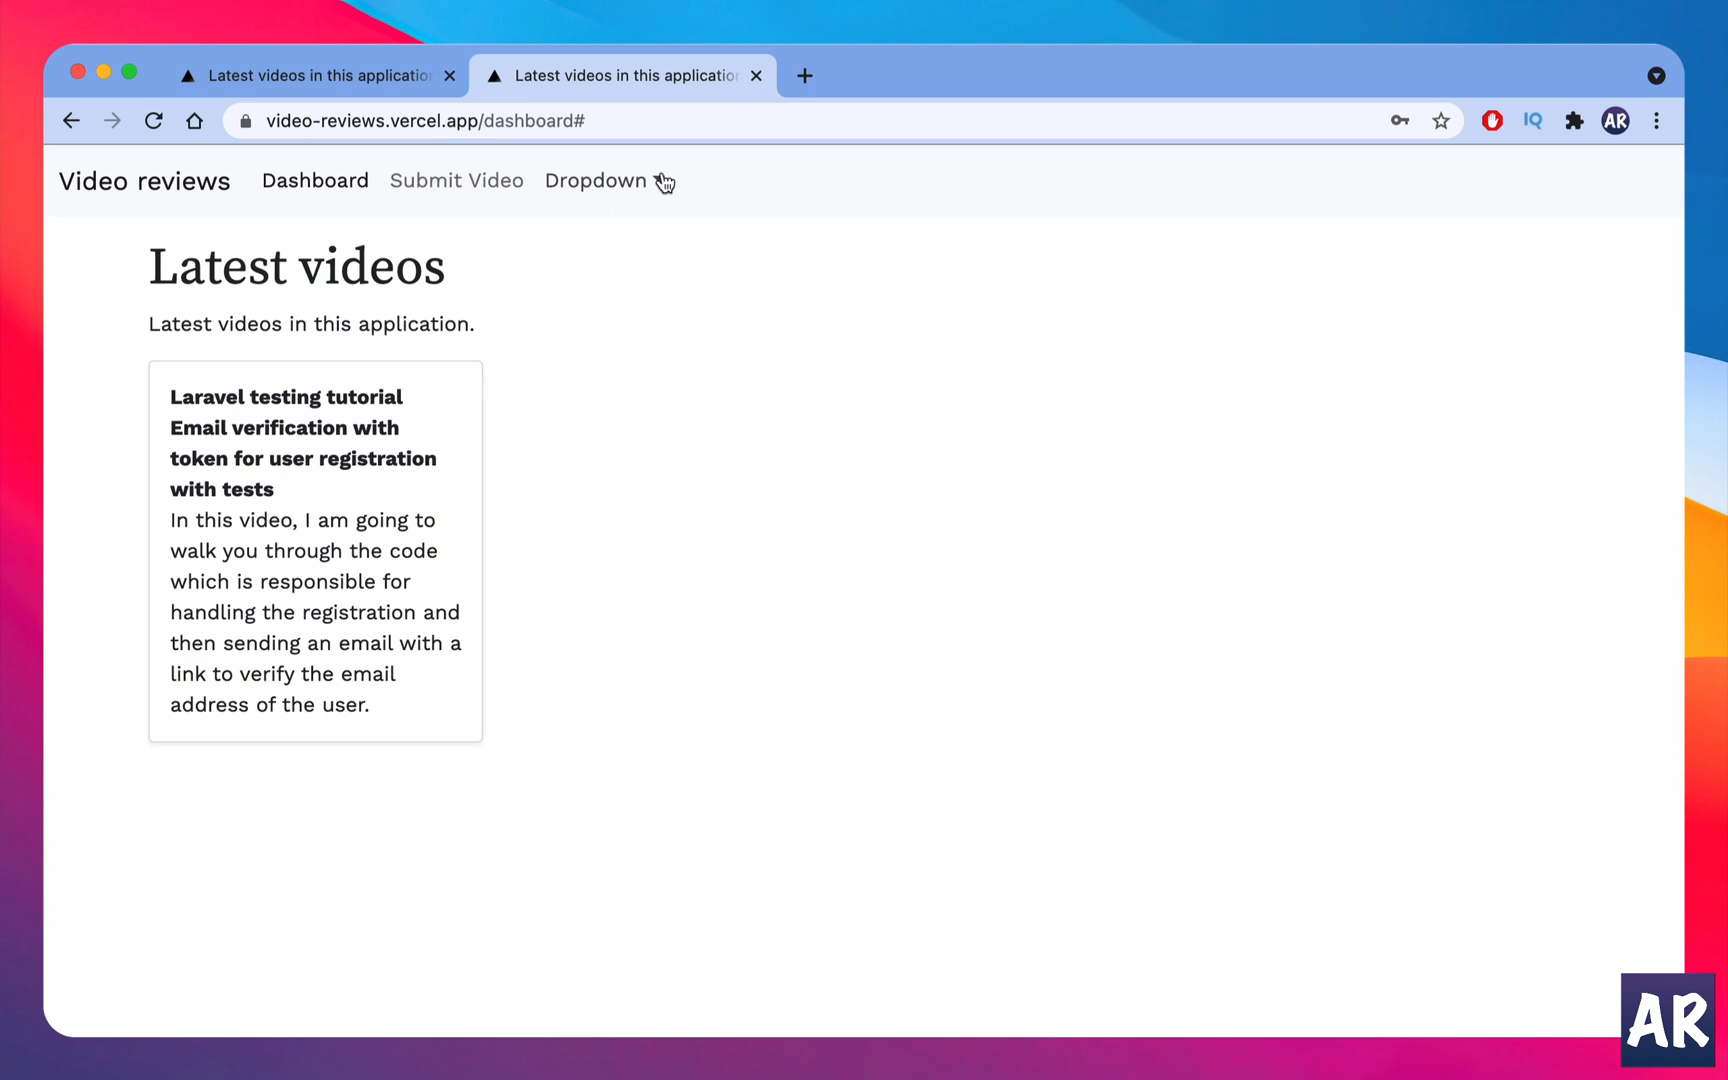 Latest videos in this applicatio
Latest videos in this applicatio
video-reviews.vercel.app/dashboard#
IQ
AR
Video reviews
Dashboard
Submit Video
Dropdown
Latest videos
Latest videos in this application.
Laravel testing tutorial
Email verification with
token for user registration
with tests
In this video, I am going to
walk you through the code
which is responsible for
handling the registration and
then sending an email with a
link to verify the email
address of the user.
AR